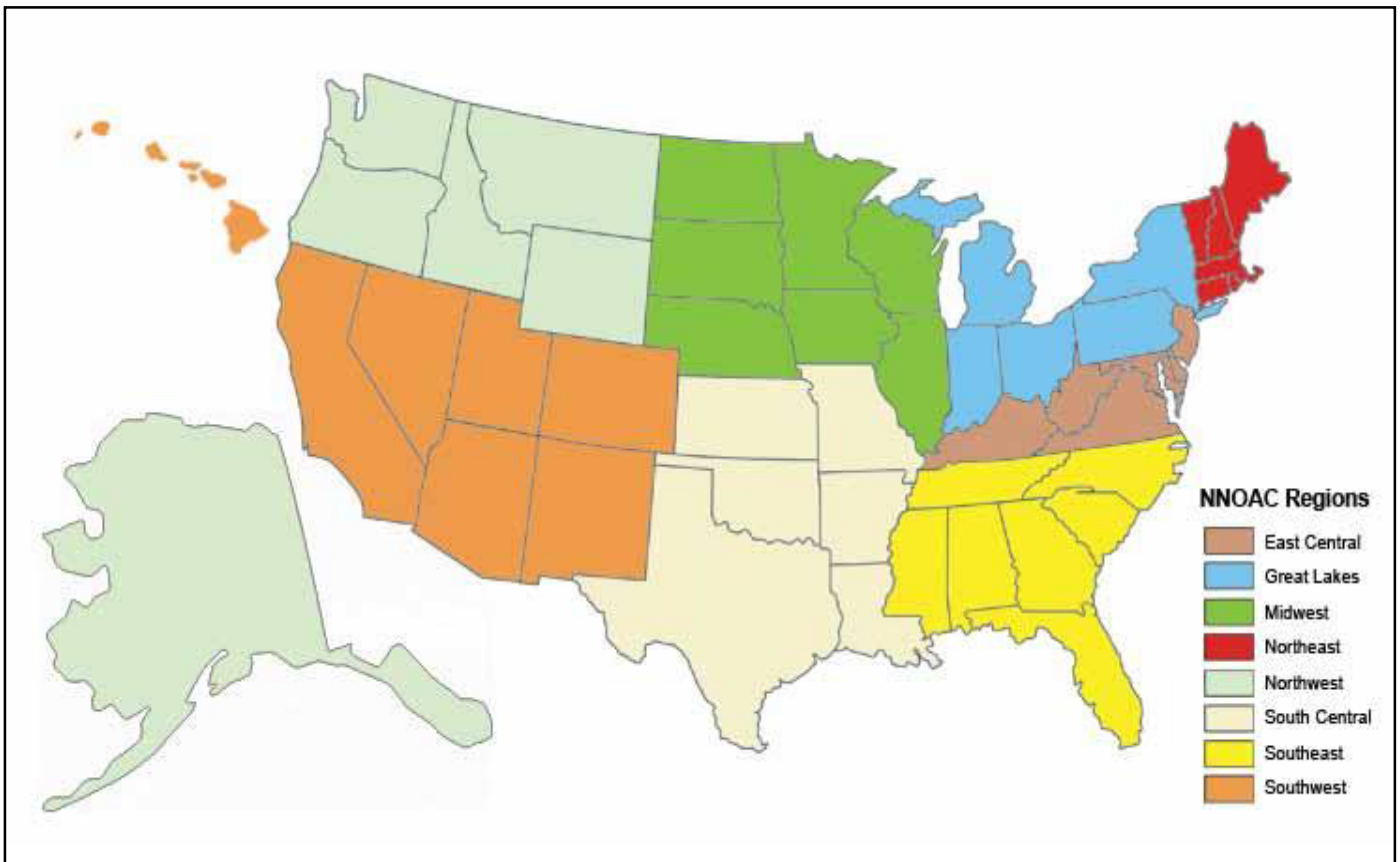 NNOAC Regions
East Central
Great Lakes
Midwest
Northeast
Northwest
South Central
Southeast
Southwest